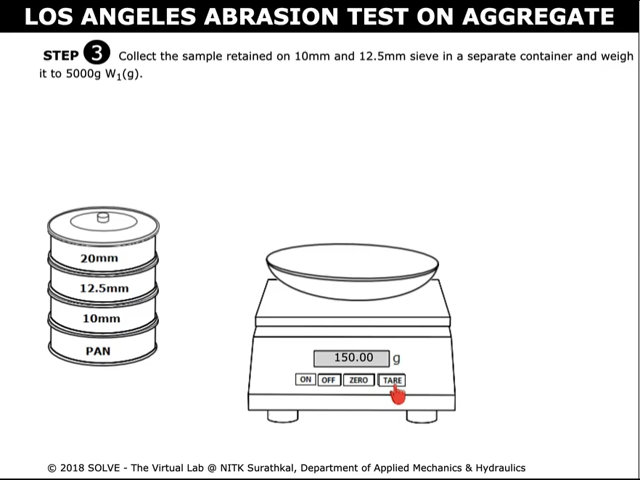 LOS ANGELES ABRASION TEST ON AGGREGATE
STEP 3 Collect the sample retained on 10mm and 12.5mm sieve in a separate container and weigh
it to 5000g W₁(g).
20mm
12.5mm
10mm
PAN
150.00 g
ON OFF ZERO TARE
© 2018 SOLVE - The Virtual Lab @ NITK Surathkal, Department of Applied Mechanics & Hydraulics